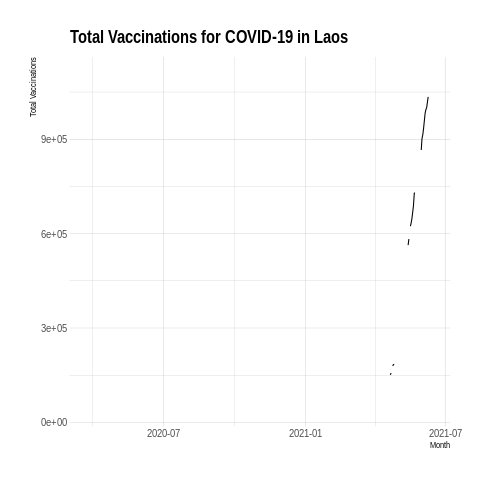 Total Vaccinations for COVID-19 in Laos
Total Vaccinations
9e+05
6e+05
3e+05
0e+00
2020-07 2021-01 2021-07
Month